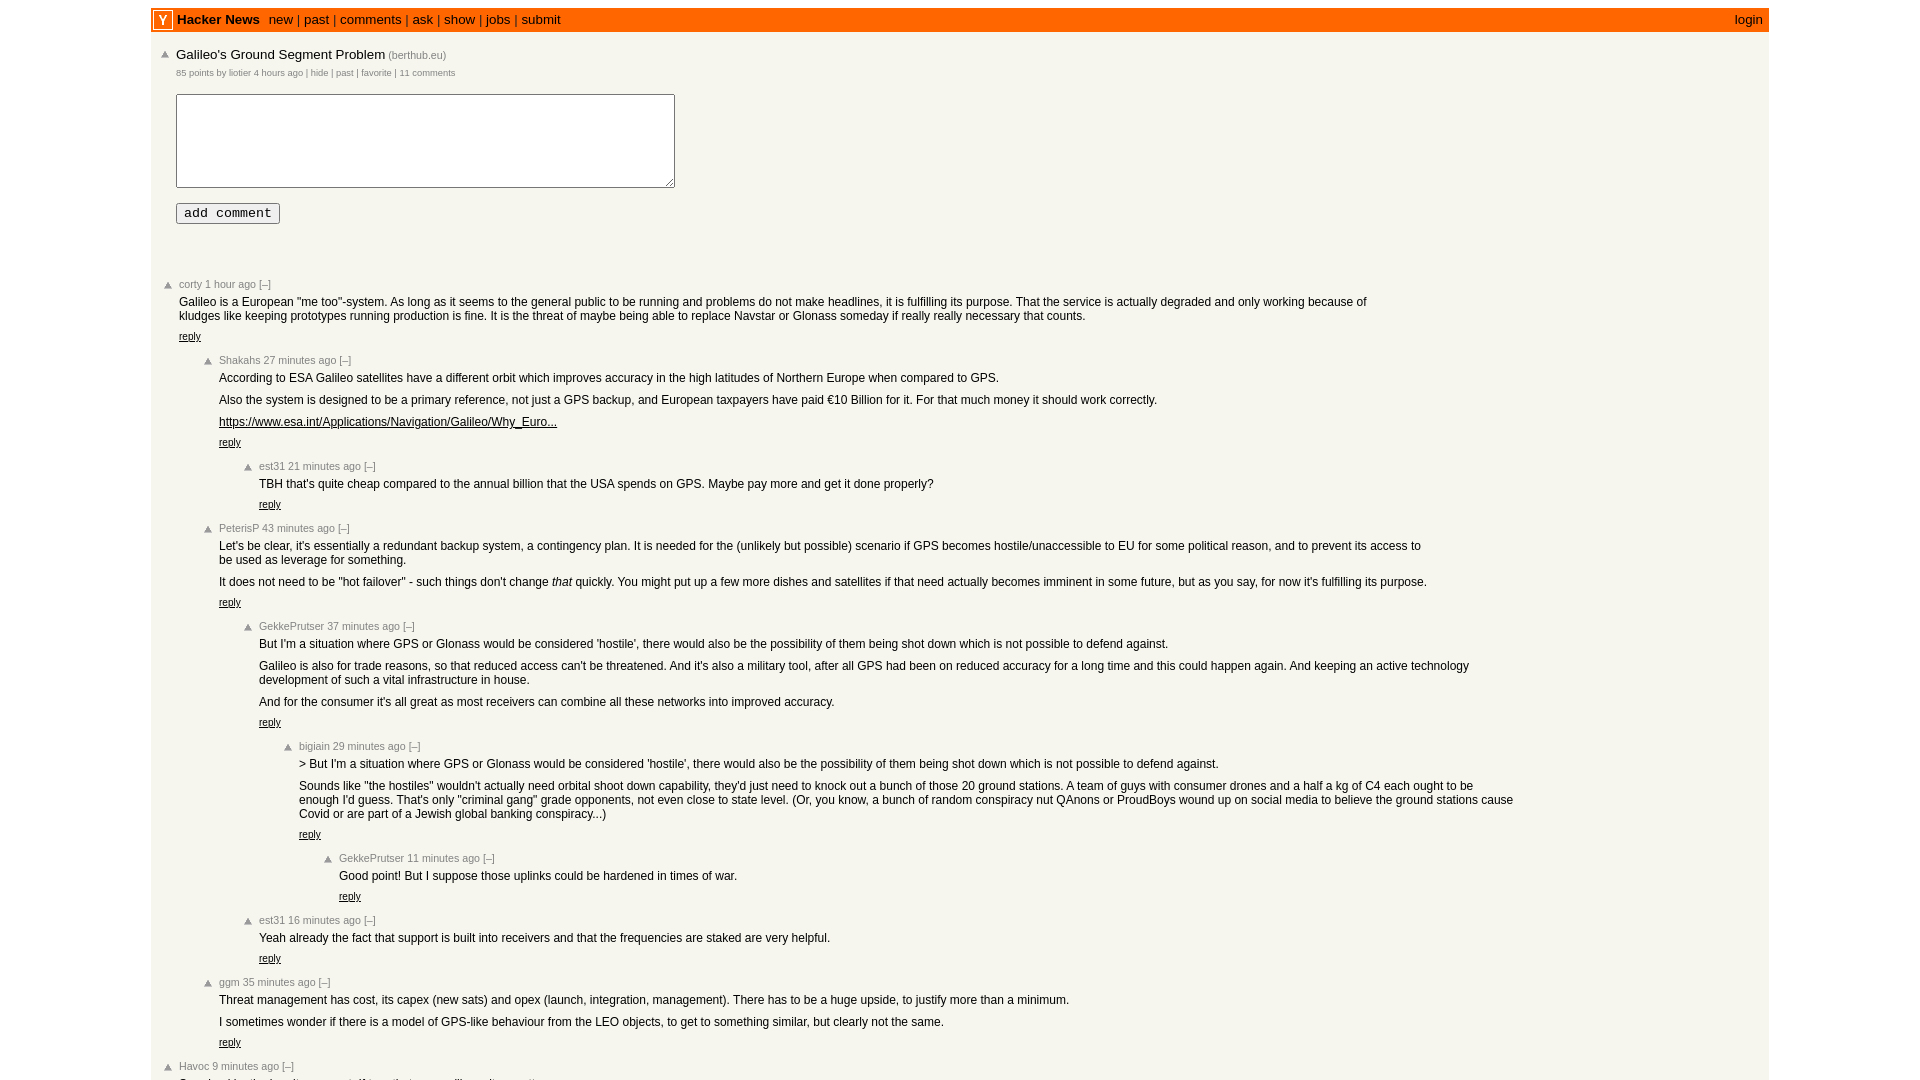 Y Hacker News new | past | comments | ask | show | jobs | submit login
Galileo's Ground Segment Problem (berthub.eu)
85 points by liotier 4 hours ago | hide | past | favorite | 11 comments
add comment
corty 1 hour ago [–]
Galileo is a European "me too"-system. As long as it seems to the general public to be running and problems do not make headlines, it is fulfilling its purpose. That the service is actually degraded and only working because of
kludges like keeping prototypes running production is fine. It is the threat of maybe being able to replace Navstar or Glonass someday if really really necessary that counts.
reply
Shakahs 27 minutes ago [–]
According to ESA Galileo satellites have a different orbit which improves accuracy in the high latitudes of Northern Europe when compared to GPS.
Also the system is designed to be a primary reference, not just a GPS backup, and European taxpayers have paid €10 Billion for it. For that much money it should work correctly.
https://www.esa.int/Applications/Navigation/Galileo/Why_Euro...
reply
est31 21 minutes ago [–]
TBH that's quite cheap compared to the annual billion that the USA spends on GPS. Maybe pay more and get it done properly?
reply
PeterisP 43 minutes ago [–]
Let's be clear, it's essentially a redundant backup system, a contingency plan. It is needed for the (unlikely but possible) scenario if GPS becomes hostile/unaccessible to EU for some political reason, and to prevent its access to
be used as leverage for something.
It does not need to be "hot failover" - such things don't change that quickly. You might put up a few more dishes and satellites if that need actually becomes imminent in some future, but as you say, for now it's fulfilling its purpose.
reply
GekkePrutser 37 minutes ago [–]
But I'm a situation where GPS or Glonass would be considered 'hostile', there would also be the possibility of them being shot down which is not possible to defend against.
Galileo is also for trade reasons, so that reduced access can't be threatened. And it's also a military tool, after all GPS had been on reduced accuracy for a long time and this could happen again. And keeping an active technology
development of such a vital infrastructure in house.
And for the consumer it's all great as most receivers can combine all these networks into improved accuracy.
reply
bigiain 29 minutes ago [–]
> But I'm a situation where GPS or Glonass would be considered 'hostile', there would also be the possibility of them being shot down which is not possible to defend against.
Sounds like "the hostiles" wouldn't actually need orbital shoot down capability, they'd just need to knock out a bunch of those 20 ground stations. A team of guys with consumer drones and a half a kg of C4 each ought to be
enough I'd guess. That's only "criminal gang" grade opponents, not even close to state level. (Or, you know, a bunch of random conspiracy nut QAnons or ProudBoys wound up on social media to believe the ground stations cause
Covid or are part of a Jewish global banking conspiracy...)
reply
GekkePrutser 11 minutes ago [–]
Good point! But I suppose those uplinks could be hardened in times of war.
reply
est31 16 minutes ago [–]
Yeah already the fact that support is built into receivers and that the frequencies are staked are very helpful.
reply
ggm 35 minutes ago [–]
Threat management has cost, its capex (new sats) and opex (launch, integration, management). There has to be a huge upside, to justify more than a minimum.
I sometimes wonder if there is a model of GPS-like behaviour from the LEO objects, to get to something similar, but clearly not the same.
reply
Havoc 9 minutes ago [–]